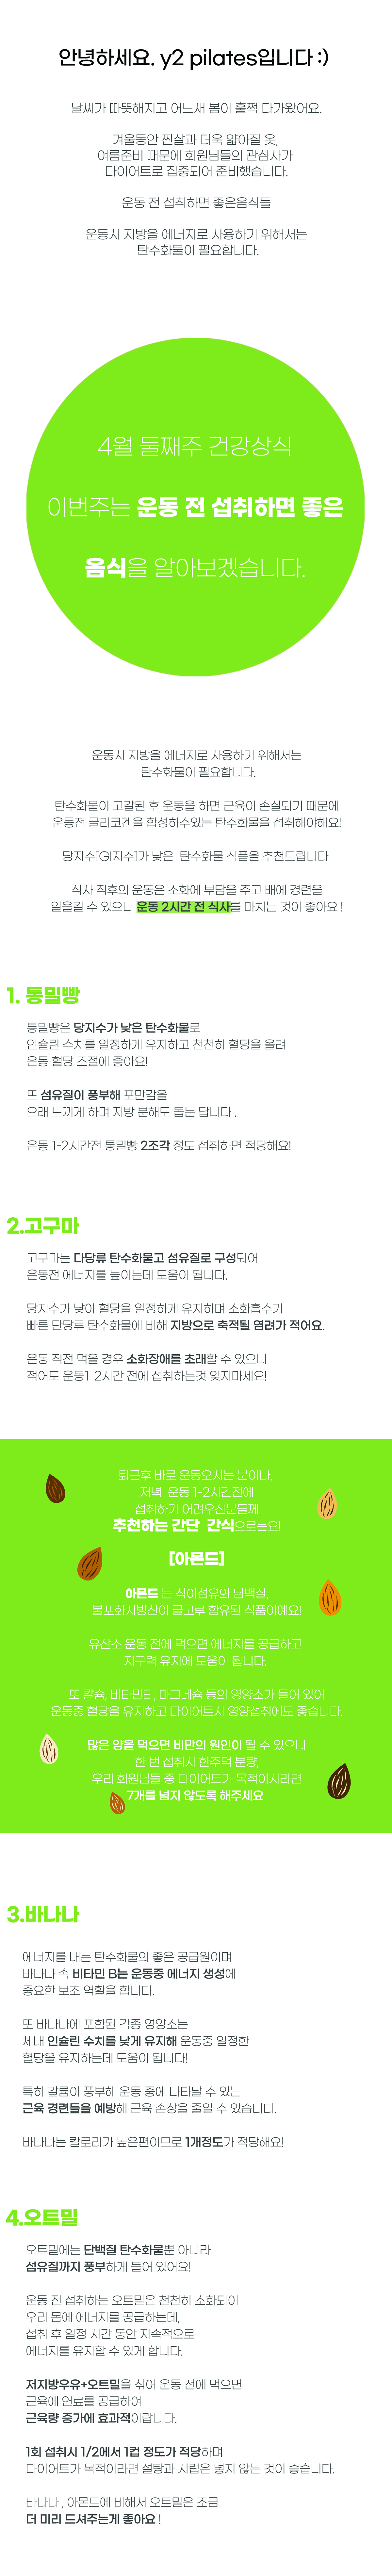 안녕하세요. y2 pilates입니다 :)
날씨가 따뜻해지고 어느새 봄이 훌쩍 다가왔어요.
겨울동안 찐살과 더욱 얇아질 옷,
여름준비 때문에 회원님들의 관심사가
다이어트로 집중되어 준비했습니다.
운동 전 섭취하면 좋은음식들
운동시 지방을 에너지로 사용하기 위해서는
탄수화물이 필요합니다.
4월 둘째주 건강상식
이번주는 운동 전 섭취하면 좋은
음식을 알아보겠습니다.
운동시 지방을 에너지로 사용하기 위해서는
탄수화물이 필요합니다.
탄수화물이 고갈된 후 운동을 하면 근육이 손실되기 때문에
운동전 글리코겐을 합성하수있는 탄수화물을 섭취해야해요!
당지수[GI지수]가 낮은 탄수화물 식품을 추천드립니다
식사 직후의 운동은 소화에 부담을 주고 배에 경련을
일을킬 수 있으니 운동 2시간 전 식사를 마치는 것이 좋아요 !
1. 통밀빵
통밀빵은 당지수가 낮은 탄수화물로
인슐린 수치를 일정하게 유지하고 천천히 혈당을 올려
운동 혈당 조절에 좋아요!
또 섬유질이 풍부해 포만감을
오래 느끼게 하며 지방 분해도 돕는 답니다 .
운동 1-2시간전 통밀빵 2조각 정도 섭취하면 적당해요!
2.고구마
고구마는 다당류 탄수화물고 섬유질로 구성되어
운동전 에너지를 높이는데 도움이 됩니다.
당지수가 낮아 혈당을 일정하게 유지하며 소화흡수가
빠른 단당류 탄수화물에 비해 지방으로 축적될 염려가 적어요.
운동 직전 먹을 경우 소화장애를 초래할 수 있으니
적어도 운동1-2시간 전에 섭취하는것 잊지마세요!
퇴근후 바로 운동오시는 분이나,
저녁 운동 1-2시간전에
섭취하기 어려우신분들께
추천하는 간단 간식으로는요!
[아몬드]
아몬드 는 식이섬유와 담백질,
불포화지방산이 골고루 함유된 식품이예요!
유산소 운동 전에 먹으면 에너지를 공급하고
지구력 유지에 도움이 됩니다.
또 칼슘, 비타민E , 마그네슘 등의 영양소가 들어 있어
운동중 혈당을 유지하고 다이어트시 영양섭취에도 좋습니다.
많은 양을 먹으면 비만의 원인이 될 수 있으니
한 번 섭취시 한주먹 분량,
우리 회원님들 중 다이어트가 목적이시라면
7개를 넘지 않도록 해주세요
3.바나나
에너지를 내는 탄수화물의 좋은 공급원이며
바나나 속 비타민 B는 운동중 에너지 생성에
중요한 보조 역할을 합니다.
또 바나나에 포함된 각종 영양소는
체내 인슐린 수치를 낮게 유지해 운동중 일정한
혈당을 유지하는데 도움이 됩니다!
특히 칼륨이 풍부해 운동 중에 나타날 수 있는
근육 경련들을 예방해 근육 손상을 줄일 수 있습니다.
바나나는 칼로리가 높은편이므로 1개정도가 적당해요!
4.오트밀
오트밀에는 단백질 탄수화물뿐 아니라
섬유질까지 풍부하게 들어 있어요!
운동 전 섭취하는 오트밀은 천천히 소화되어
우리 몸에 에너지를 공급하는데,
섭취 후 일정 시간 동안 지속적으로
에너지를 유지할 수 있게 합니다.
저지방우유+오트밀을 섞어 운동 전에 먹으면
근육에 연료를 공급하여
근육량 증가에 효과적이랍니다.
1회 섭취시 1/2에서 1컵 정도가 적당하며
다이어트가 목적이라면 설탕과 시럽은 넣지 않는 것이 좋습니다.
바나나 , 아몬드에 비해서 오트밀은 조금
더 미리 드셔주는게 좋아요 !